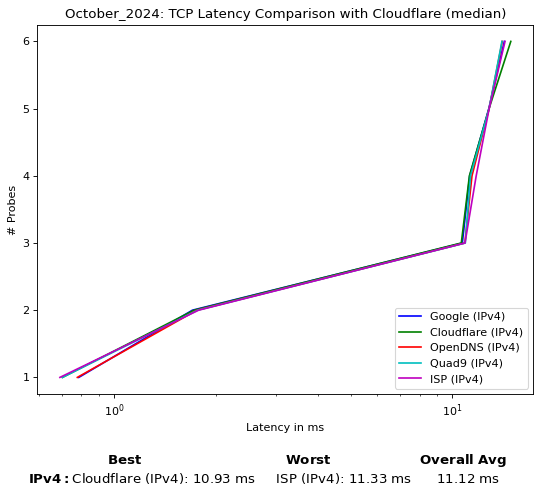 October_2024: TCP Latency Comparison with Cloudflare (median)
6
5
4
3
2
1
# Probes
Google (IPv4)
Cloudflare (IPv4)
OpenDNS (IPv4)
Quad9 (IPv4)
ISP (IPv4)
10⁰ 10¹
Latency in ms
Best Worst Overall Avg
IPv4: Cloudflare (IPv4): 10.93 ms ISP (IPv4): 11.33 ms 11.12 ms